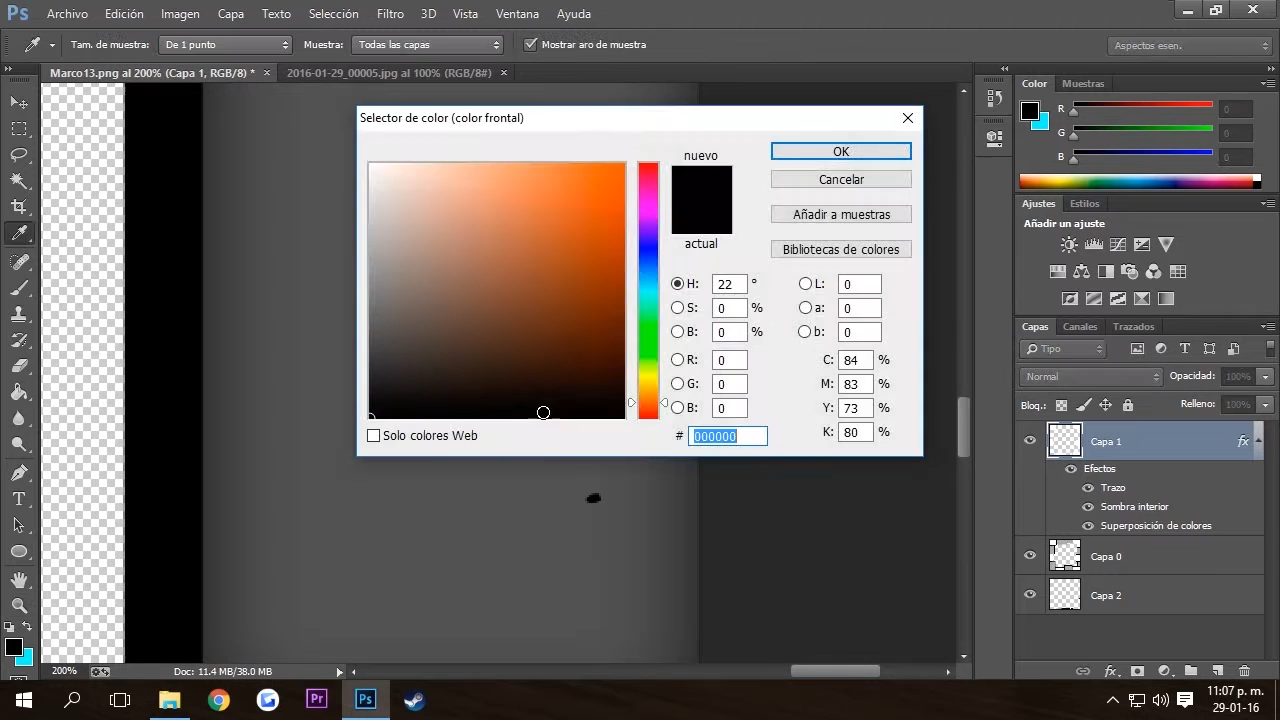 Ps Archivo Edición Imagen Capa Texto Selección Filtro 3D Vista Ventana Ayuda
Tam. de muestra: De 1 punto Muestra: Todas las capas Mostrar aro de muestra Aspectos esen.
Marco13.png al 200% (Capa 1, RGB/8) * × 2016-01-29_00005.jpg al 100% (RGB/8#) ×
Color Muestras
R 0
G 0
B 0
Selector de color (color frontal)
nuevo
actual
OK
Cancelar
Añadir a muestras
Bibliotecas de colores
H: 22 °
S: 0 %
B: 0 %
R: 0
G: 0
B: 0
L: 0
a: 0
b: 0
C: 84 %
M: 83 %
Y: 73 %
K: 80 %
Solo colores Web
# 000000
Ajustes Estilos
Añadir un ajuste
Capas Canales Trazados
Tipo
Normal Opacidad: 100%
Bloq.: Relleno: 100%
Capa 1 fx
Efectos
Trazo
Sombra interior
Superposición de colores
Capa 0
Capa 2
200% Doc: 11.4 MB/38.0 MB
fx
Pr Ps
11:07 p. m.
29-01-16